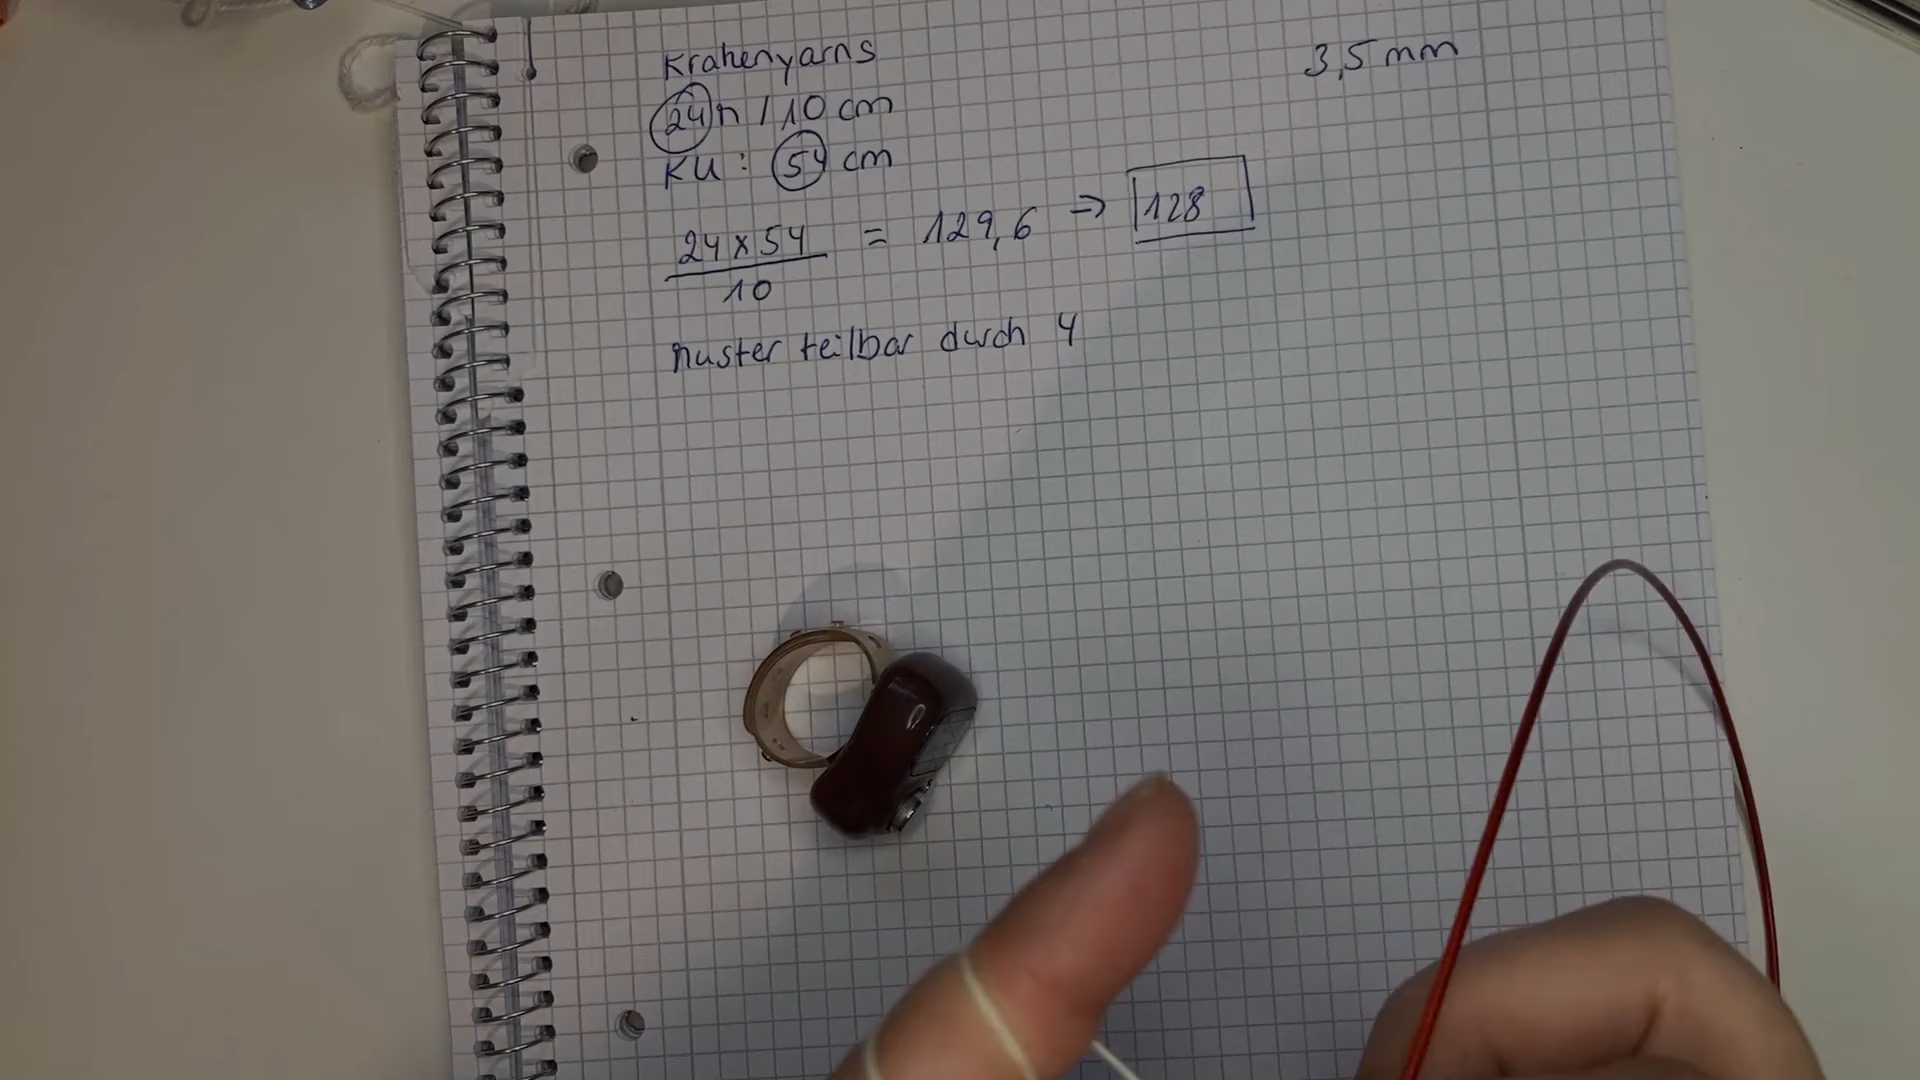 Krahenyarns
3,5 mm
24 n / 10 cm
KU : 54 cm
24 x 54 / 10 = 129,6 => 128
Muster teilbar durch 4